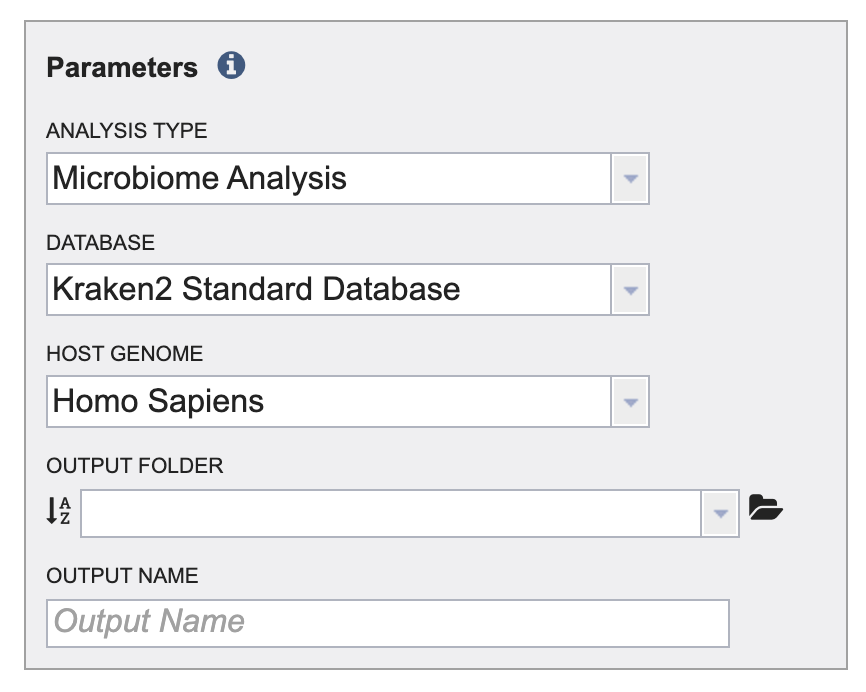 Parameters
ANALYSIS TYPE
Microbiome Analysis
DATABASE
Kraken2 Standard Database
HOST GENOME
Homo Sapiens
OUTPUT FOLDER
A
Z
OUTPUT NAME
Output Name